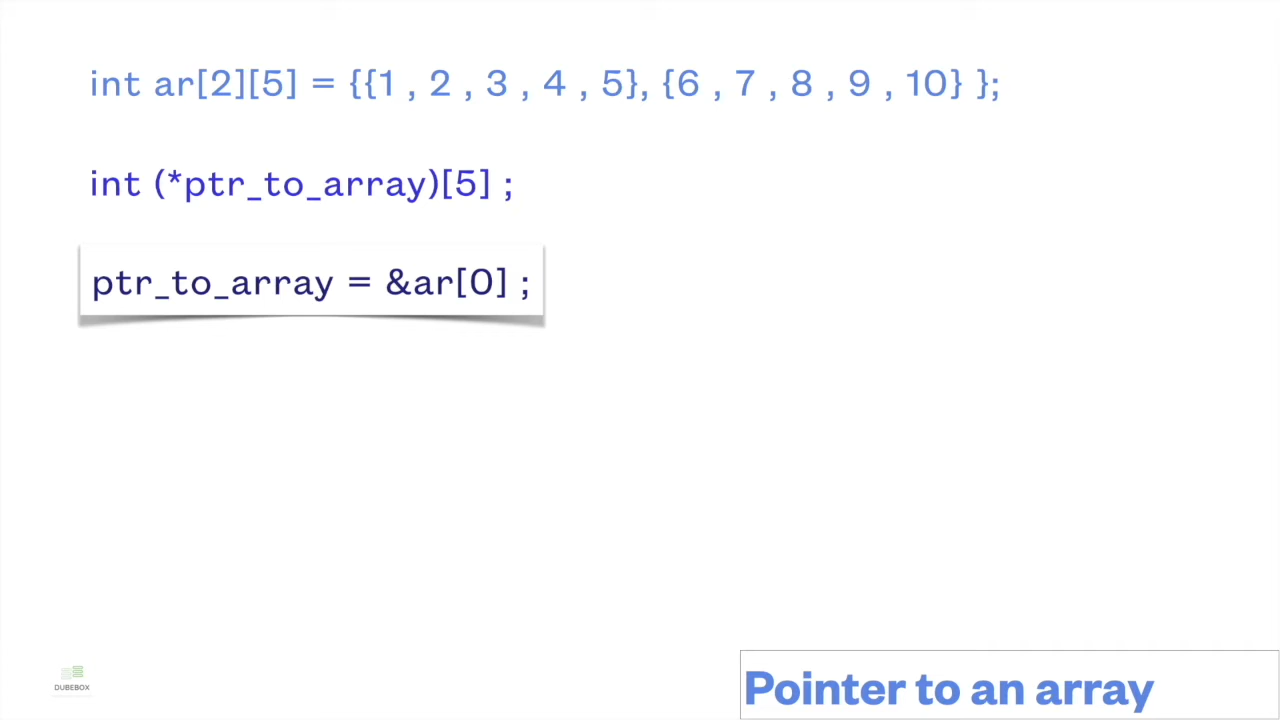 int ar[2][5] = {{1 , 2 , 3 , 4 , 5}, {6 , 7 , 8 , 9 , 10} };
int (*ptr_to_array)[5] ;
ptr_to_array = &ar[0] ;
DUBEBOX
Pointer to an array